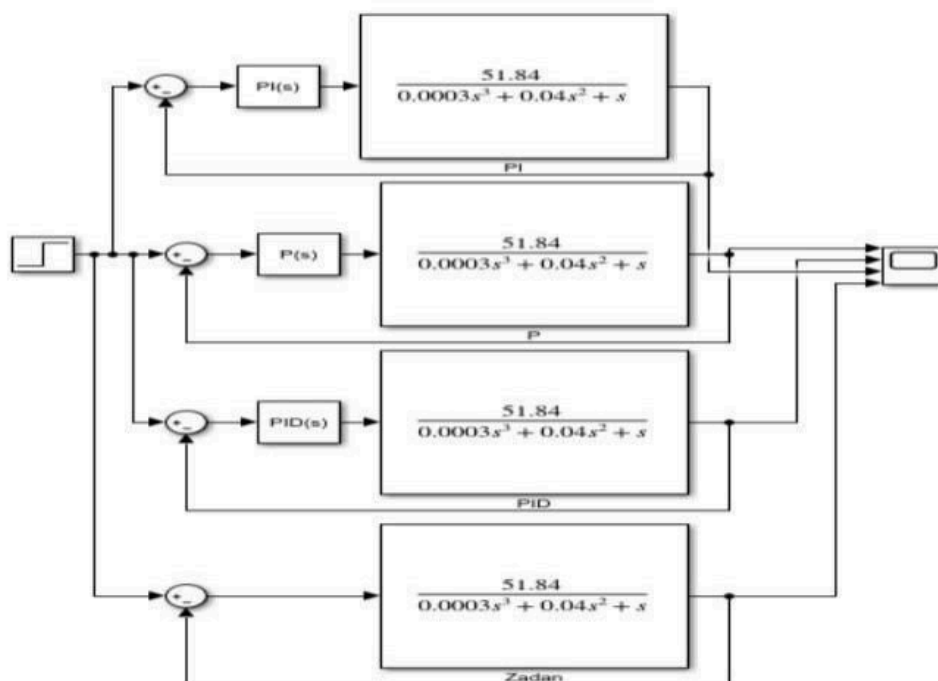 51.84
0.0003s³ + 0.04s² + s
PI(s)
PI
51.84
0.0003s³ + 0.04s² + s
P(s)
P
51.84
0.0003s³ + 0.04s² + s
PID(s)
PID
51.84
0.0003s³ + 0.04s² + s
Zadan